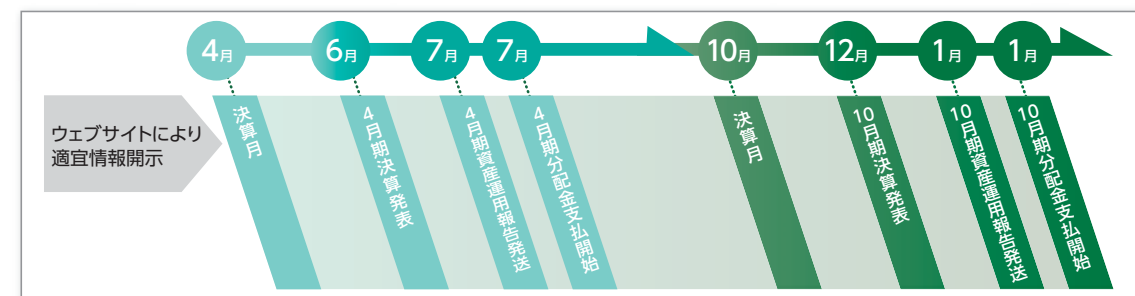 4月
6月
7月
7月
10月
12月
1月
1月
ウェブサイトにより
適宜情報開示
決算月
4月期決算発表
4月期資産運用報告発送
4月期分配金支払開始
決算月
10月期決算発表
10月期資産運用報告発送
10月期分配金支払開始